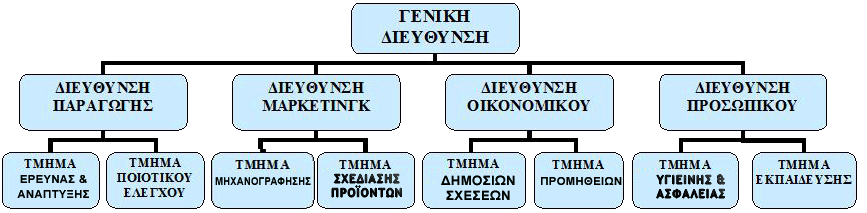 ΓΕΝΙΚΗ
ΔΙΕΥΘΥΝΣΗ
ΔΙΕΥΘΥΝΣΗ
ΠΑΡΑΓΩΓΗΣ
ΔΙΕΥΘΥΝΣΗ
ΜΑΡΚΕΤΙΝΓΚ
ΔΙΕΥΘΥΝΣΗ
ΟΙΚΟΝΟΜΙΚΟΥ
ΔΙΕΥΘΥΝΣΗ
ΠΡΟΣΩΠΙΚΟΥ
ΤΜΗΜΑ
ΕΡΕΥΝΑΣ &
ΑΝΑΠΤΥΞΗΣ
ΤΜΗΜΑ
ΠΟΙΟΤΙΚΟΥ
ΕΛΕΓΧΟΥ
ΤΜΗΜΑ
ΜΗΧΑΝΟΓΡΑΦΗΣΗΣ
ΤΜΗΜΑ
ΣΧΕΔΙΑΣΗΣ
ΠΡΟΪΟΝΤΩΝ
ΤΜΗΜΑ
ΔΗΜΟΣΙΩΝ
ΣΧΕΣΕΩΝ
ΤΜΗΜΑ
ΠΡΟΜΗΘΕΙΩΝ
ΤΜΗΜΑ
ΥΓΙΕΙΝΗΣ &
ΑΣΦΑΛΕΙΑΣ
ΤΜΗΜΑ
ΕΚΠΑΙΔΕΥΣΗΣ